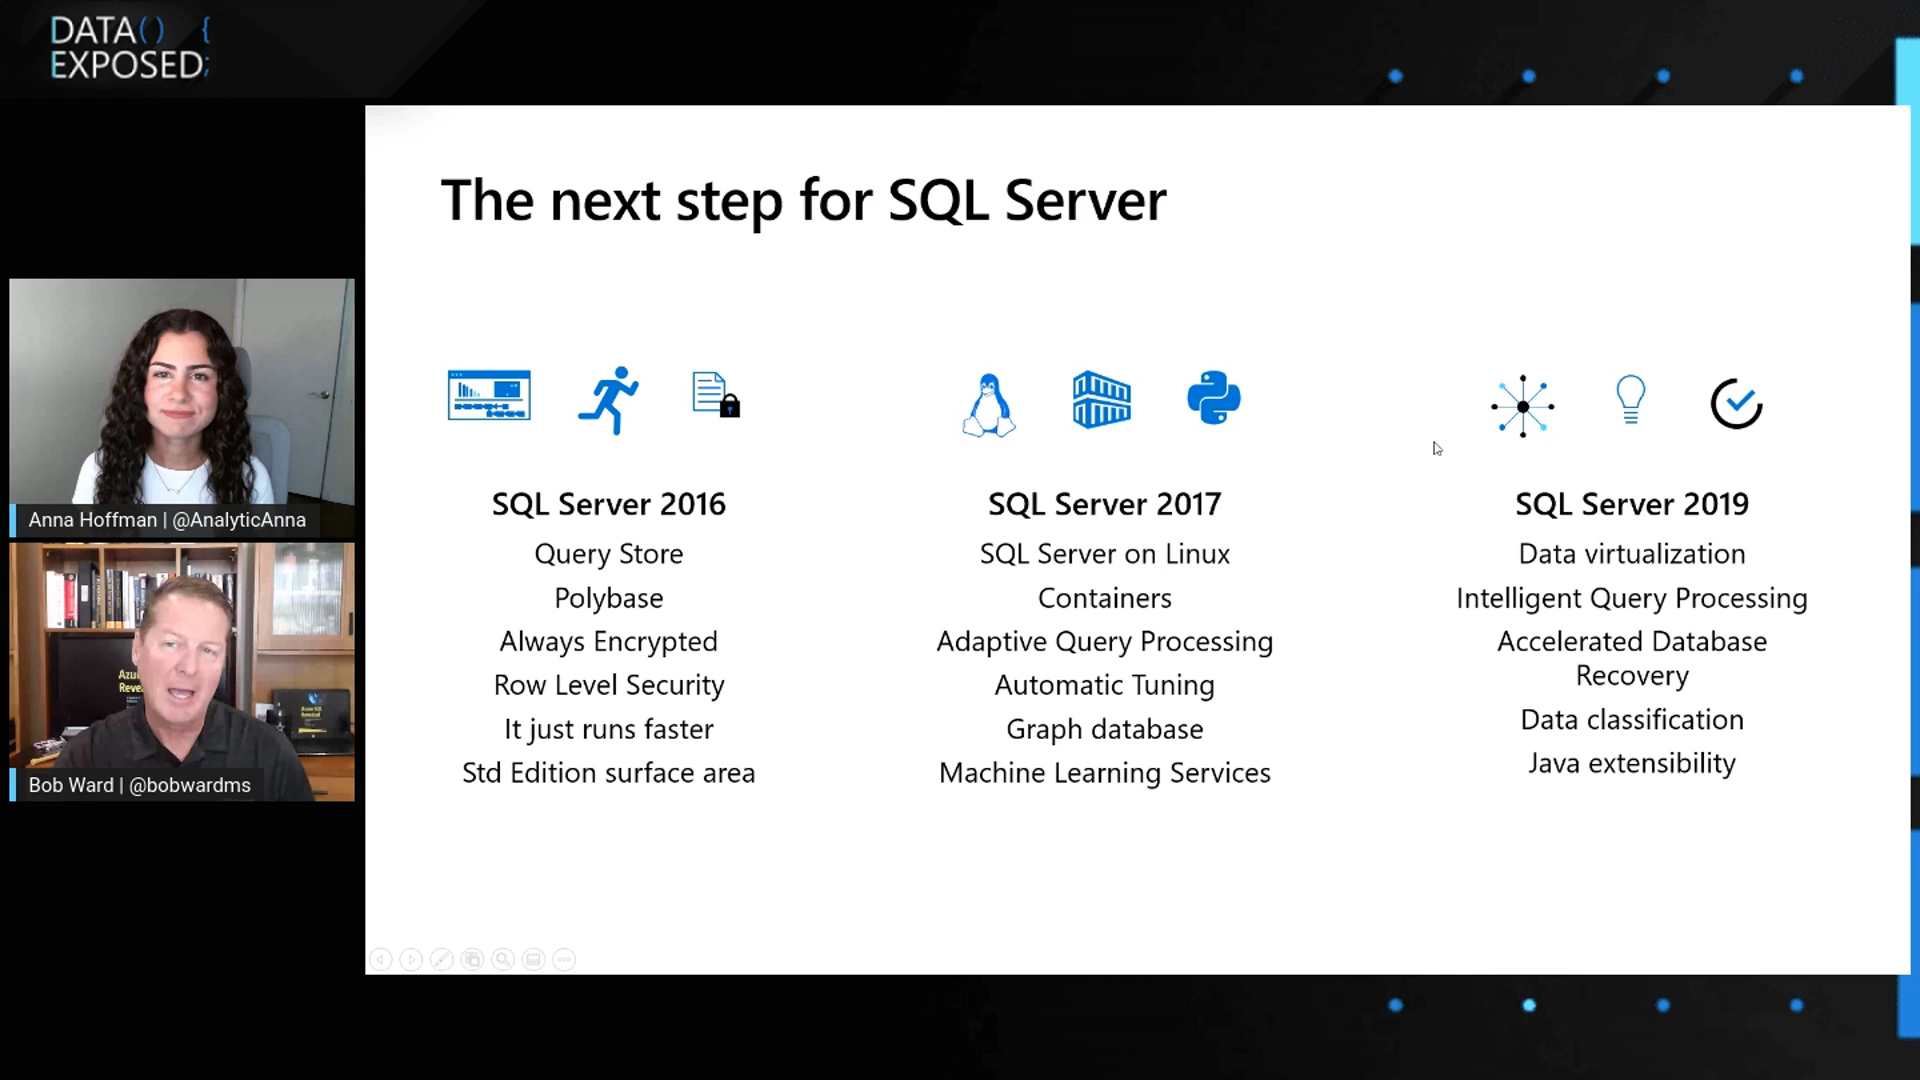 DATA() {
EXPOSED;
The next step for SQL Server
SQL Server 2016
Query Store
Polybase
Always Encrypted
Row Level Security
It just runs faster
Std Edition surface area
SQL Server 2017
SQL Server on Linux
Containers
Adaptive Query Processing
Automatic Tuning
Graph database
Machine Learning Services
SQL Server 2019
Data virtualization
Intelligent Query Processing
Accelerated Database
Recovery
Data classification
Java extensibility
Anna Hoffman | @AnalyticAnna
Bob Ward | @bobwardms